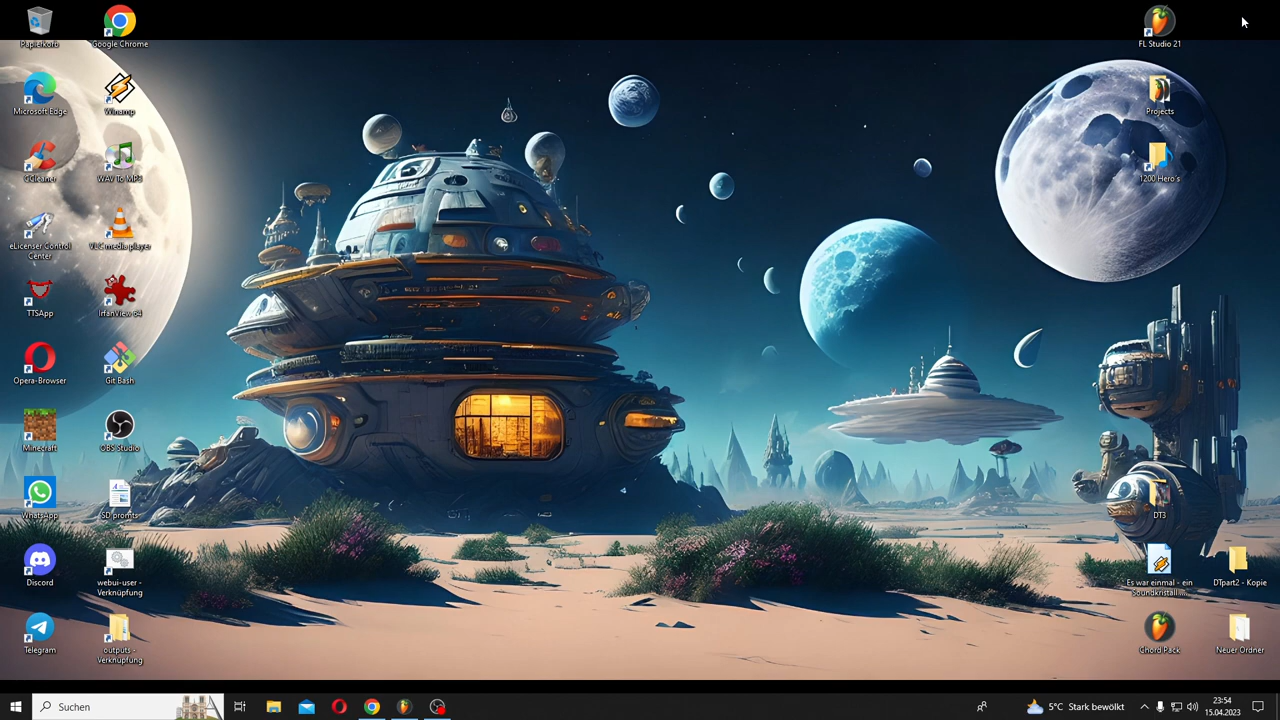 Papierkorb
Google Chrome
FL Studio 21
Microsoft Edge
Winamp
Projects
CCleaner
WAV To MP3
1200 Hero's
eLicenser Control
Center
VLC media player
TTSApp
IrfanView 64
Opera-Browser
Git Bash
Minecraft
OBS Studio
WhatsApp
SD promts
DT3
Discord
webui-user -
Verknüpfung
Es war einmal - ein
Soundkristall....
DTpart2 - Kopie
Telegram
outputs -
Verknüpfung
Chord Pack
Neuer Ordner
Suchen
5°C Stark bewölkt
23:54
15.04.2023